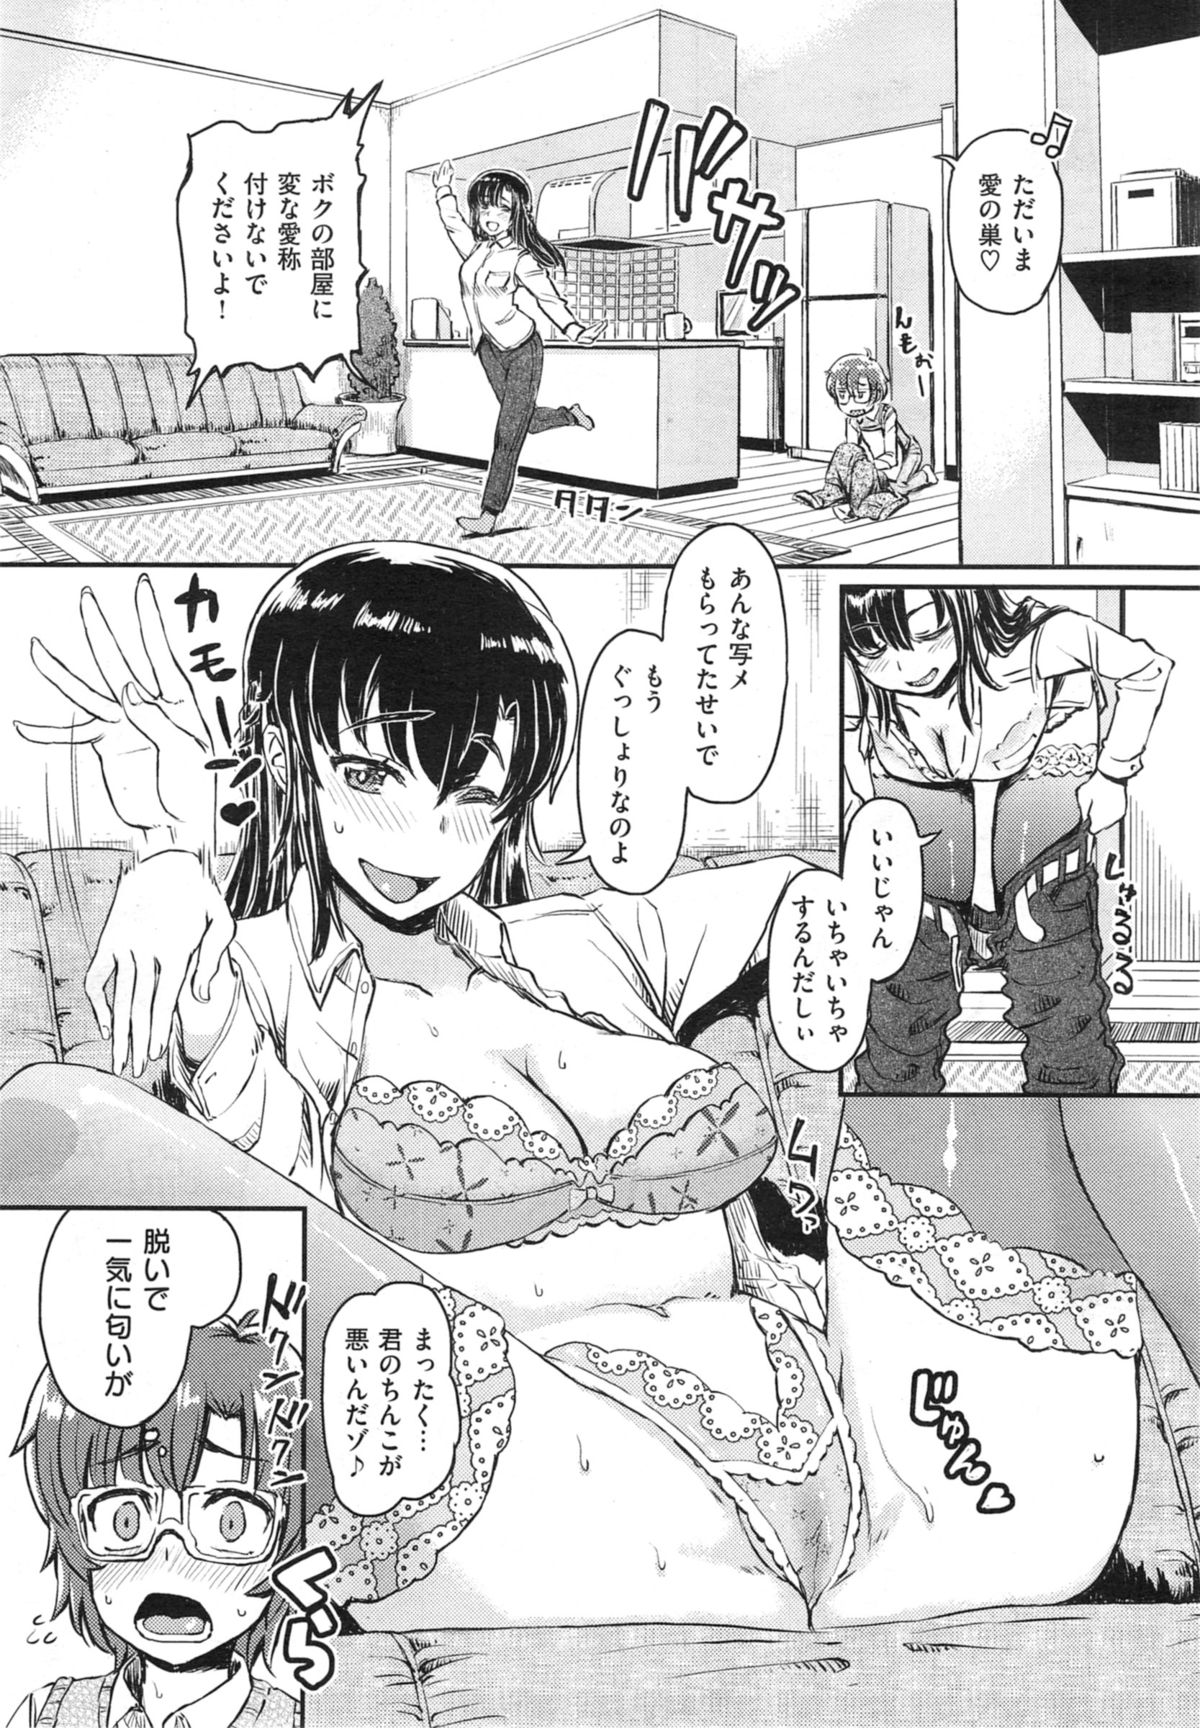 ただいま
愛の巣♡
ボクの部屋に
変な愛称
付けないで
くださいよ！
バサッ
んもぉー
タタン
いいじゃん
いちゃいちゃ
するんだしぃ
しゅるるる
あんな写メ
もらってたせいで
もう
ぐっしょりなのよ
カモーン♥
ムワァッ
まったく…
君のちんこが
悪いんだゾ♪
じゅん♡
脱いで
一気に匂いが
ドクン
ドクン
くら